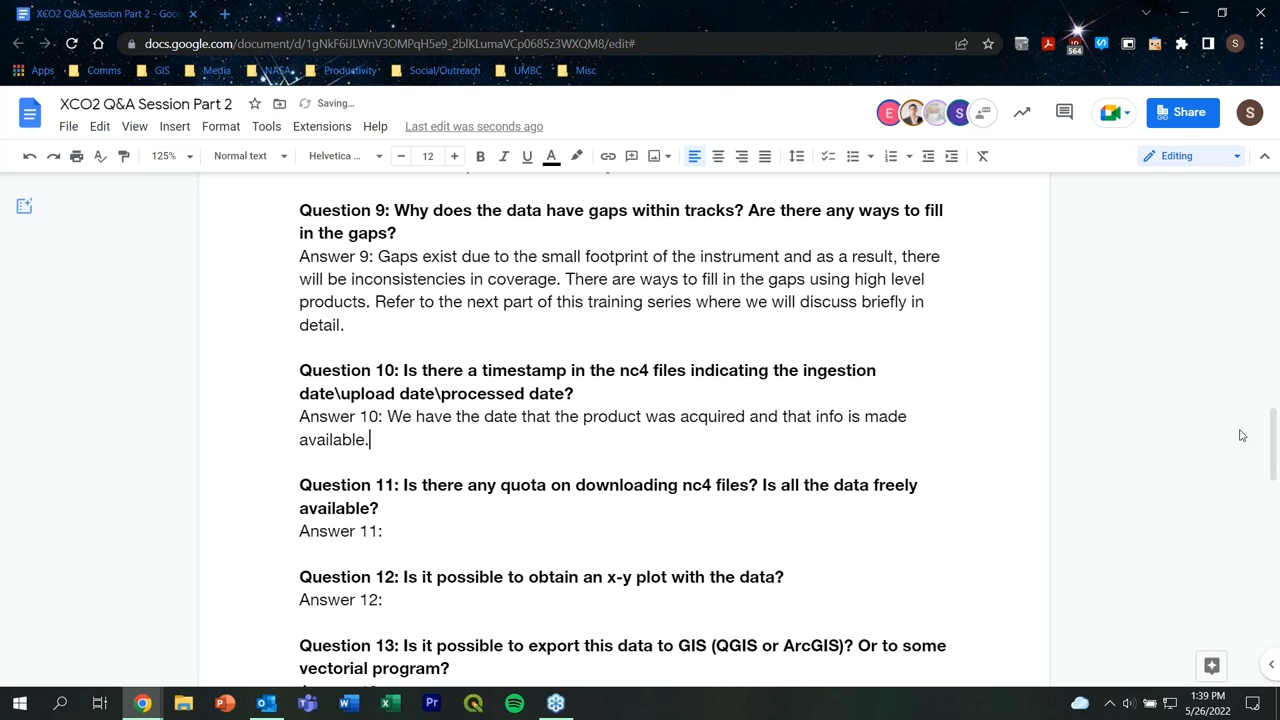 XCO2 Q&A Session Part 2 - Goo
docs.google.com/document/d/1gNkF6iJLWnV3OMPqH5e9_2blKLumaVCp0685z3WXQM8/edit#
564
S
Apps
Comms
GIS
Media
NASA
Productivity
Social/Outreach
UMBC
Misc
XCO2 Q&A Session Part 2
Saving…
E
S
Share
S
File Edit View Insert Format Tools Extensions Help Last edit was seconds ago
125% Normal text Helvetica ... 12 B I U A Editing
Question 9: Why does the data have gaps within tracks? Are there any ways to fill
in the gaps?
Answer 9: Gaps exist due to the small footprint of the instrument and as a result, there
will be inconsistencies in coverage. There are ways to fill in the gaps using high level
products. Refer to the next part of this training series where we will discuss briefly in
detail.
Question 10: Is there a timestamp in the nc4 files indicating the ingestion
date\upload date\processed date?
Answer 10: We have the date that the product was acquired and that info is made
available.
Question 11: Is there any quota on downloading nc4 files? Is all the data freely
available?
Answer 11:
Question 12: Is it possible to obtain an x-y plot with the data?
Answer 12:
Question 13: Is it possible to export this data to GIS (QGIS or ArcGIS)? Or to some
vectorial program?
1:39 PM
5/26/2022